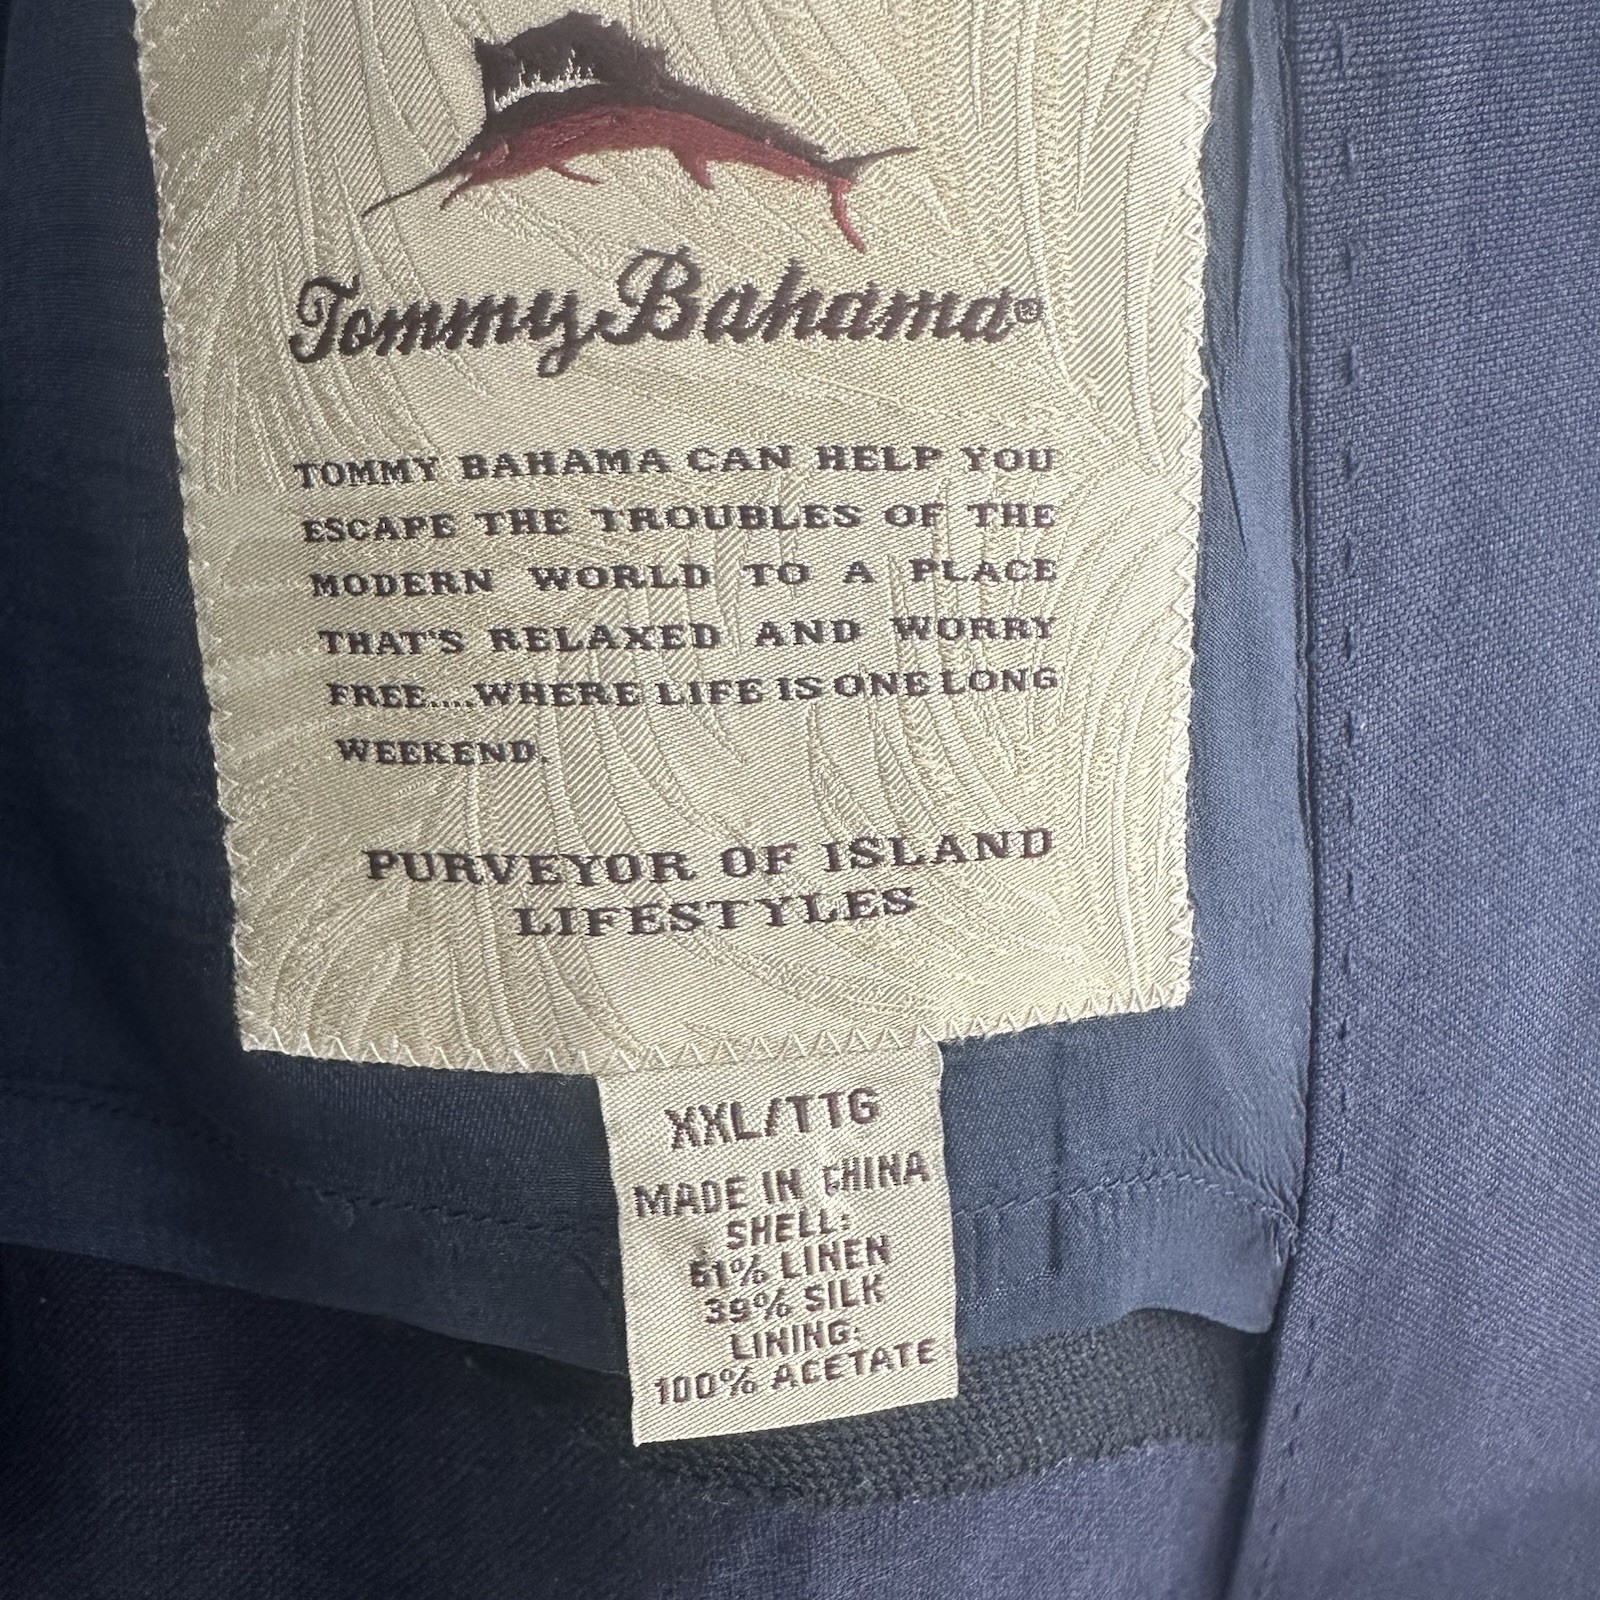 Tommy Bahama®
TOMMY BAHAMA CAN HELP YOU
ESCAPE THE TROUBLES OF THE
MODERN WORLD TO A PLACE
THAT'S RELAXED AND WORRY
FREE....WHERE LIFE IS ONE LONG
WEEKEND.
PURVEYOR OF ISLAND
LIFESTYLES
XXL/TTG
MADE IN CHINA
SHELL:
61% LINEN
39% SILK
LINING:
100% ACETATE